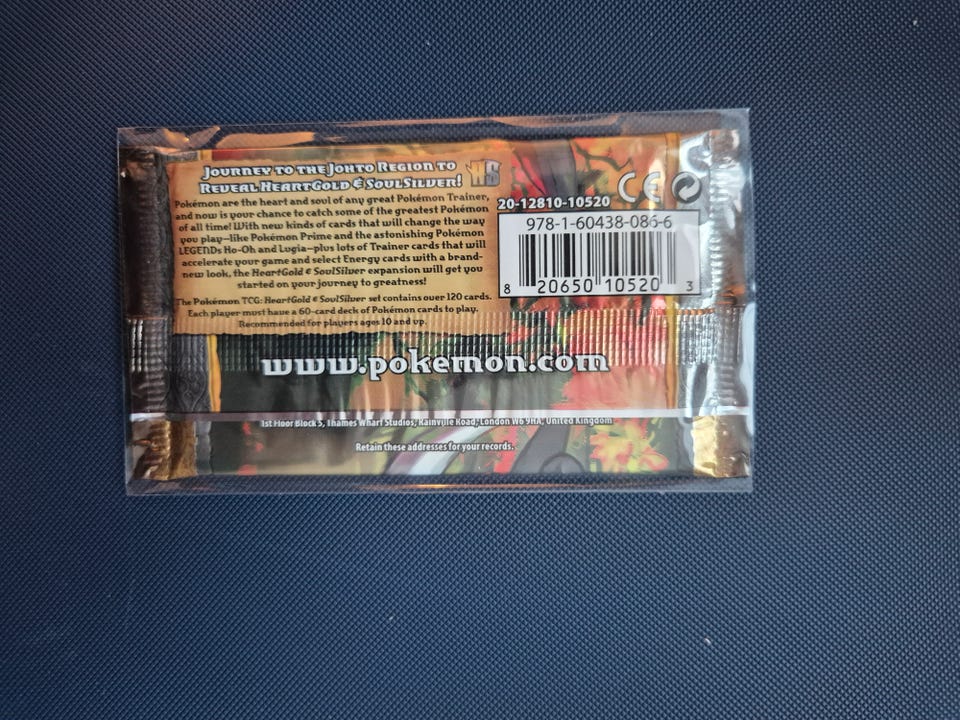 Journey to the Johto Region to
Reveal HeartGold & SoulSilver!
HS
Pokémon are the heart and soul of any great Pokémon Trainer,
and now is your chance to catch some of the greatest Pokémon
of all time! With new kinds of cards that will change the way
you play—like Pokémon Prime and the astonishing Pokémon
LEGENDs Ho-Oh and Lugia—plus lots of Trainer cards that will
accelerate your game and select Energy cards with a brand-
new look, the HeartGold & SoulSilver expansion will get you
started on your journey to greatness!
The Pokémon TCG: HeartGold & SoulSilver set contains over 120 cards.
Each player must have a 60-card deck of Pokémon cards to play.
Recommended for players ages 10 and up.
CE
20-12810-10520
978-1-60438-086-6
8 20650 10520 3
www.pokemon.com
1st Floor Block 5, Thames Wharf Studios, Rainville Road, London W6 9HA, United Kingdom
Retain these addresses for your records.